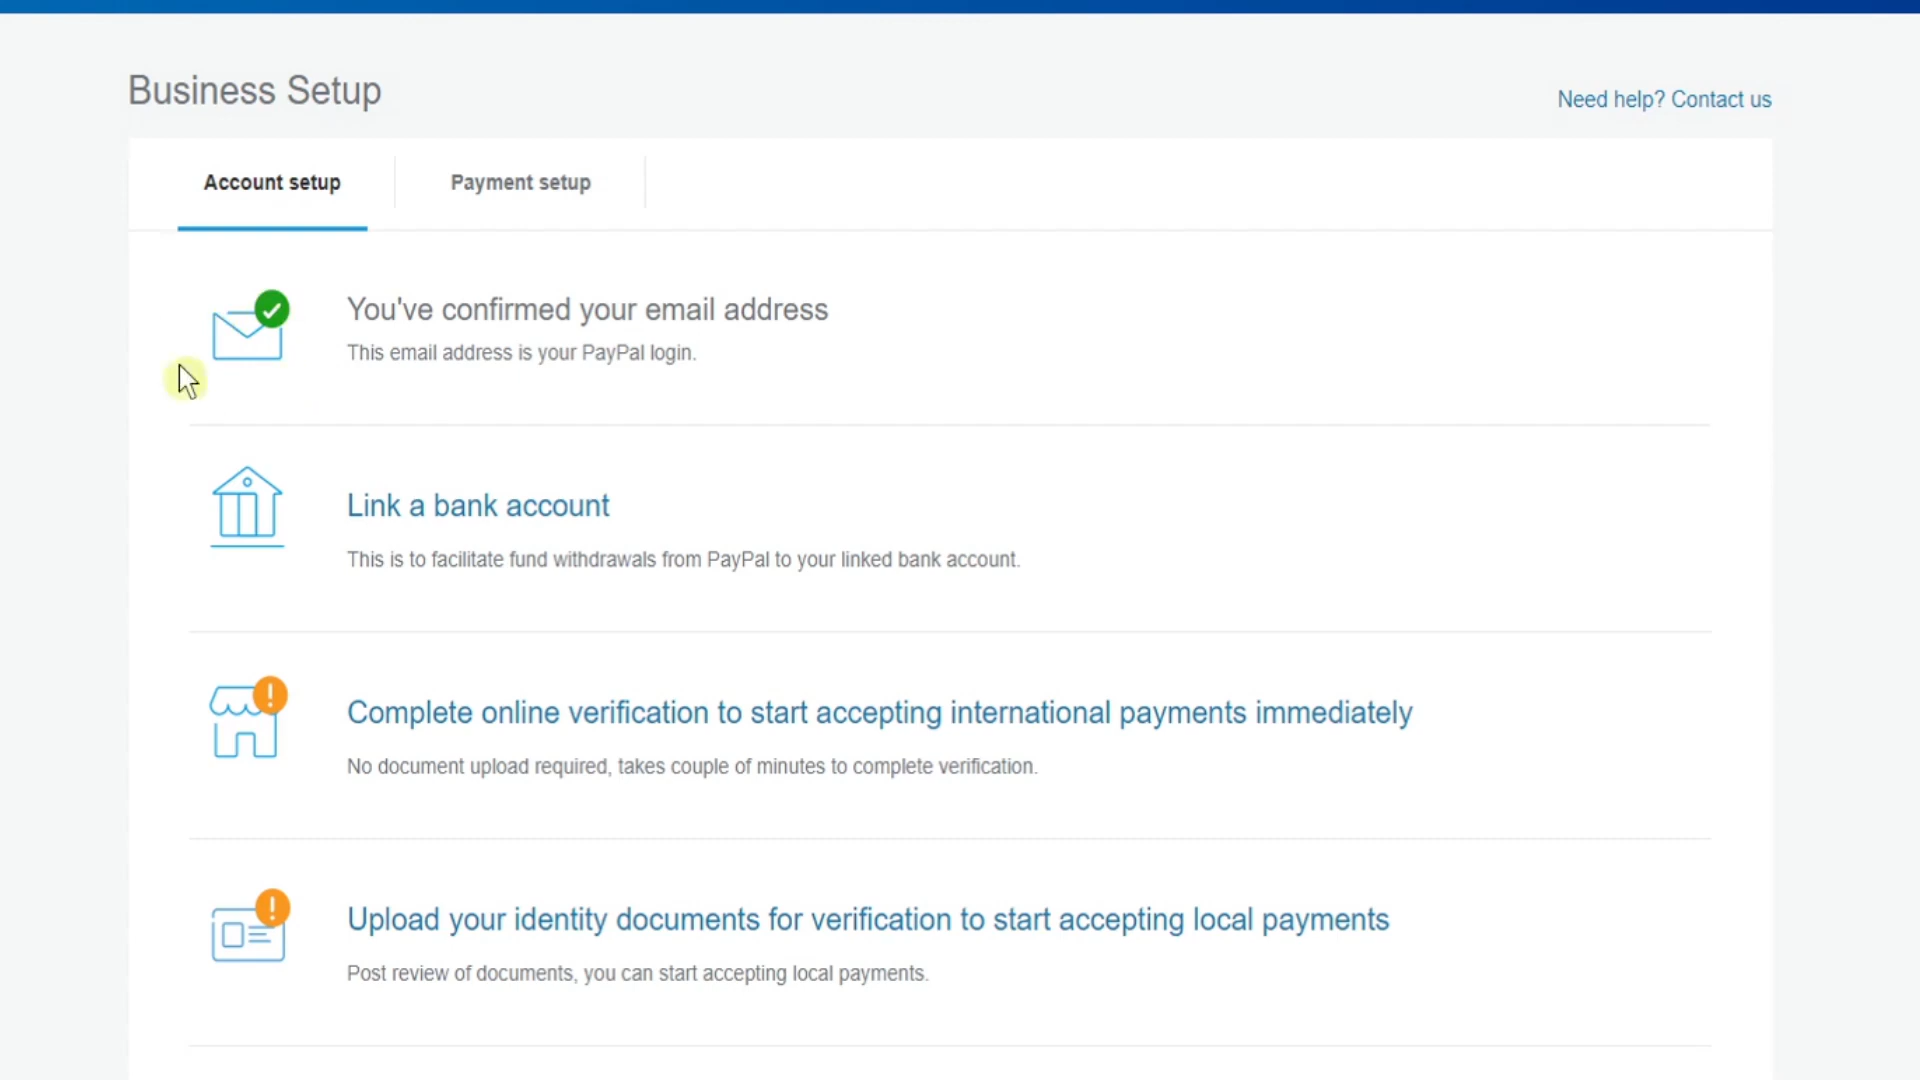 Business Setup
Need help? Contact us
Account setup
Payment setup
You've confirmed your email address
This email address is your PayPal login.
Link a bank account
This is to facilitate fund withdrawals from PayPal to your linked bank account.
Complete online verification to start accepting international payments immediately
No document upload required, takes couple of minutes to complete verification.
Upload your identity documents for verification to start accepting local payments
Post review of documents, you can start accepting local payments.